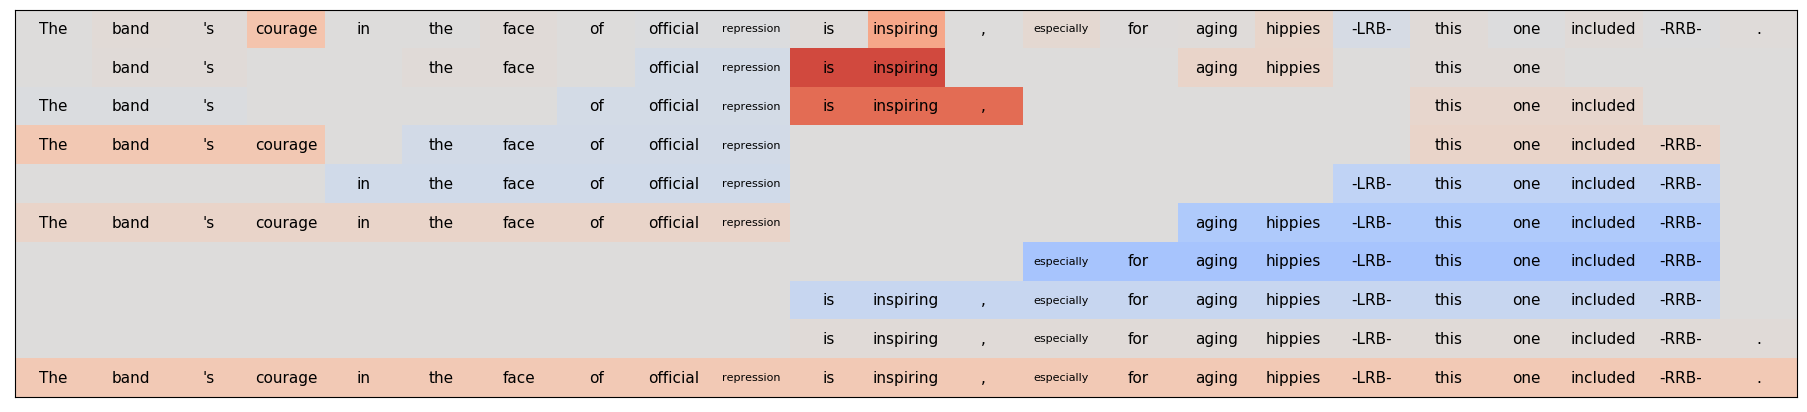 The band 's courage in the face of official repression is inspiring , especially for aging hippies -LRB- this one included -RRB- .
band 's the face official repression is inspiring aging hippies this one
The band 's of official repression is inspiring , this one included
The band 's courage the face of official repression this one included -RRB-
in the face of official repression -LRB- this one included -RRB-
The band 's courage in the face of official repression aging hippies -LRB- this one included -RRB-
especially for aging hippies -LRB- this one included -RRB-
is inspiring , especially for aging hippies -LRB- this one included -RRB-
is inspiring , especially for aging hippies -LRB- this one included -RRB- .
The band 's courage in the face of official repression is inspiring , especially for aging hippies -LRB- this one included -RRB- .